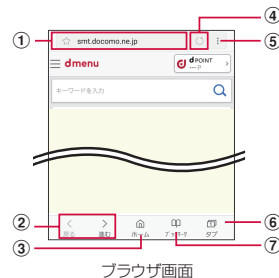 ④
① smt.docomo.ne.jp
⑤
dmenu
d POINT
---P
キーワードを入力
②
戻る 進む ホーム ブックマーク タブ
⑥
③
⑦
ブラウザ画面